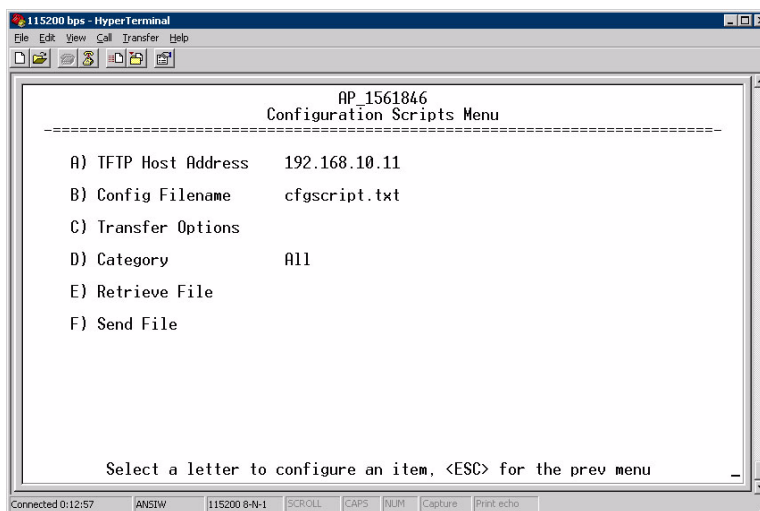 115200 bps - HyperTerminal
File Edit View Call Transfer Help
AP_1561846
Configuration Scripts Menu
-==========================================================================-
A) TFTP Host Address 192.168.10.11
B) Config Filename cfgscript.txt
C) Transfer Options
D) Category All
E) Retrieve File
F) Send File
Select a letter to configure an item, <ESC> for the prev menu _
Connected 0:12:57 ANSIW 115200 8-N-1 SCROLL CAPS NUM Capture Print echo